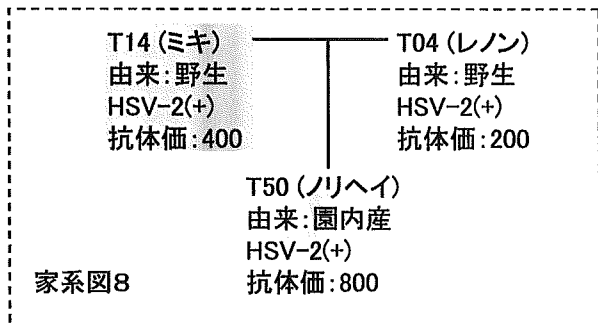 T14 (ミキ)
由来:野生
HSV-2(+)
抗体価:400
T04 (レノン)
由来:野生
HSV-2(+)
抗体価:200
T50 (ノリヘイ)
由来:園内産
HSV-2(+)
抗体価:800
家系図8